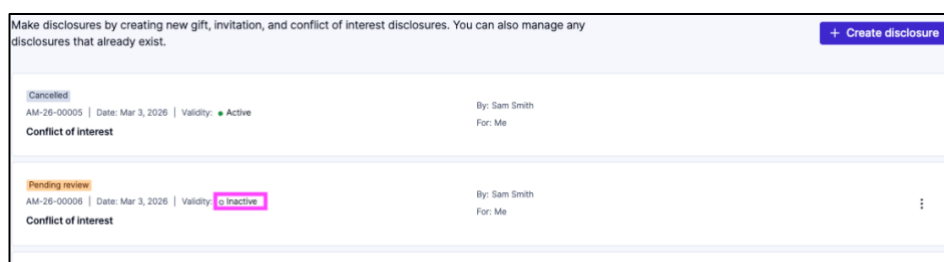 Make disclosures by creating new gift, invitation, and conflict of interest disclosures. You can also manage any
disclosures that already exist.
+ Create disclosure
Cancelled
AM-26-00005 | Date: Mar 3, 2026 | Validity: Active
Conflict of interest
By: Sam Smith
For: Me
Pending review
AM-26-00006 | Date: Mar 3, 2026 | Validity: Inactive
Conflict of interest
By: Sam Smith
For: Me